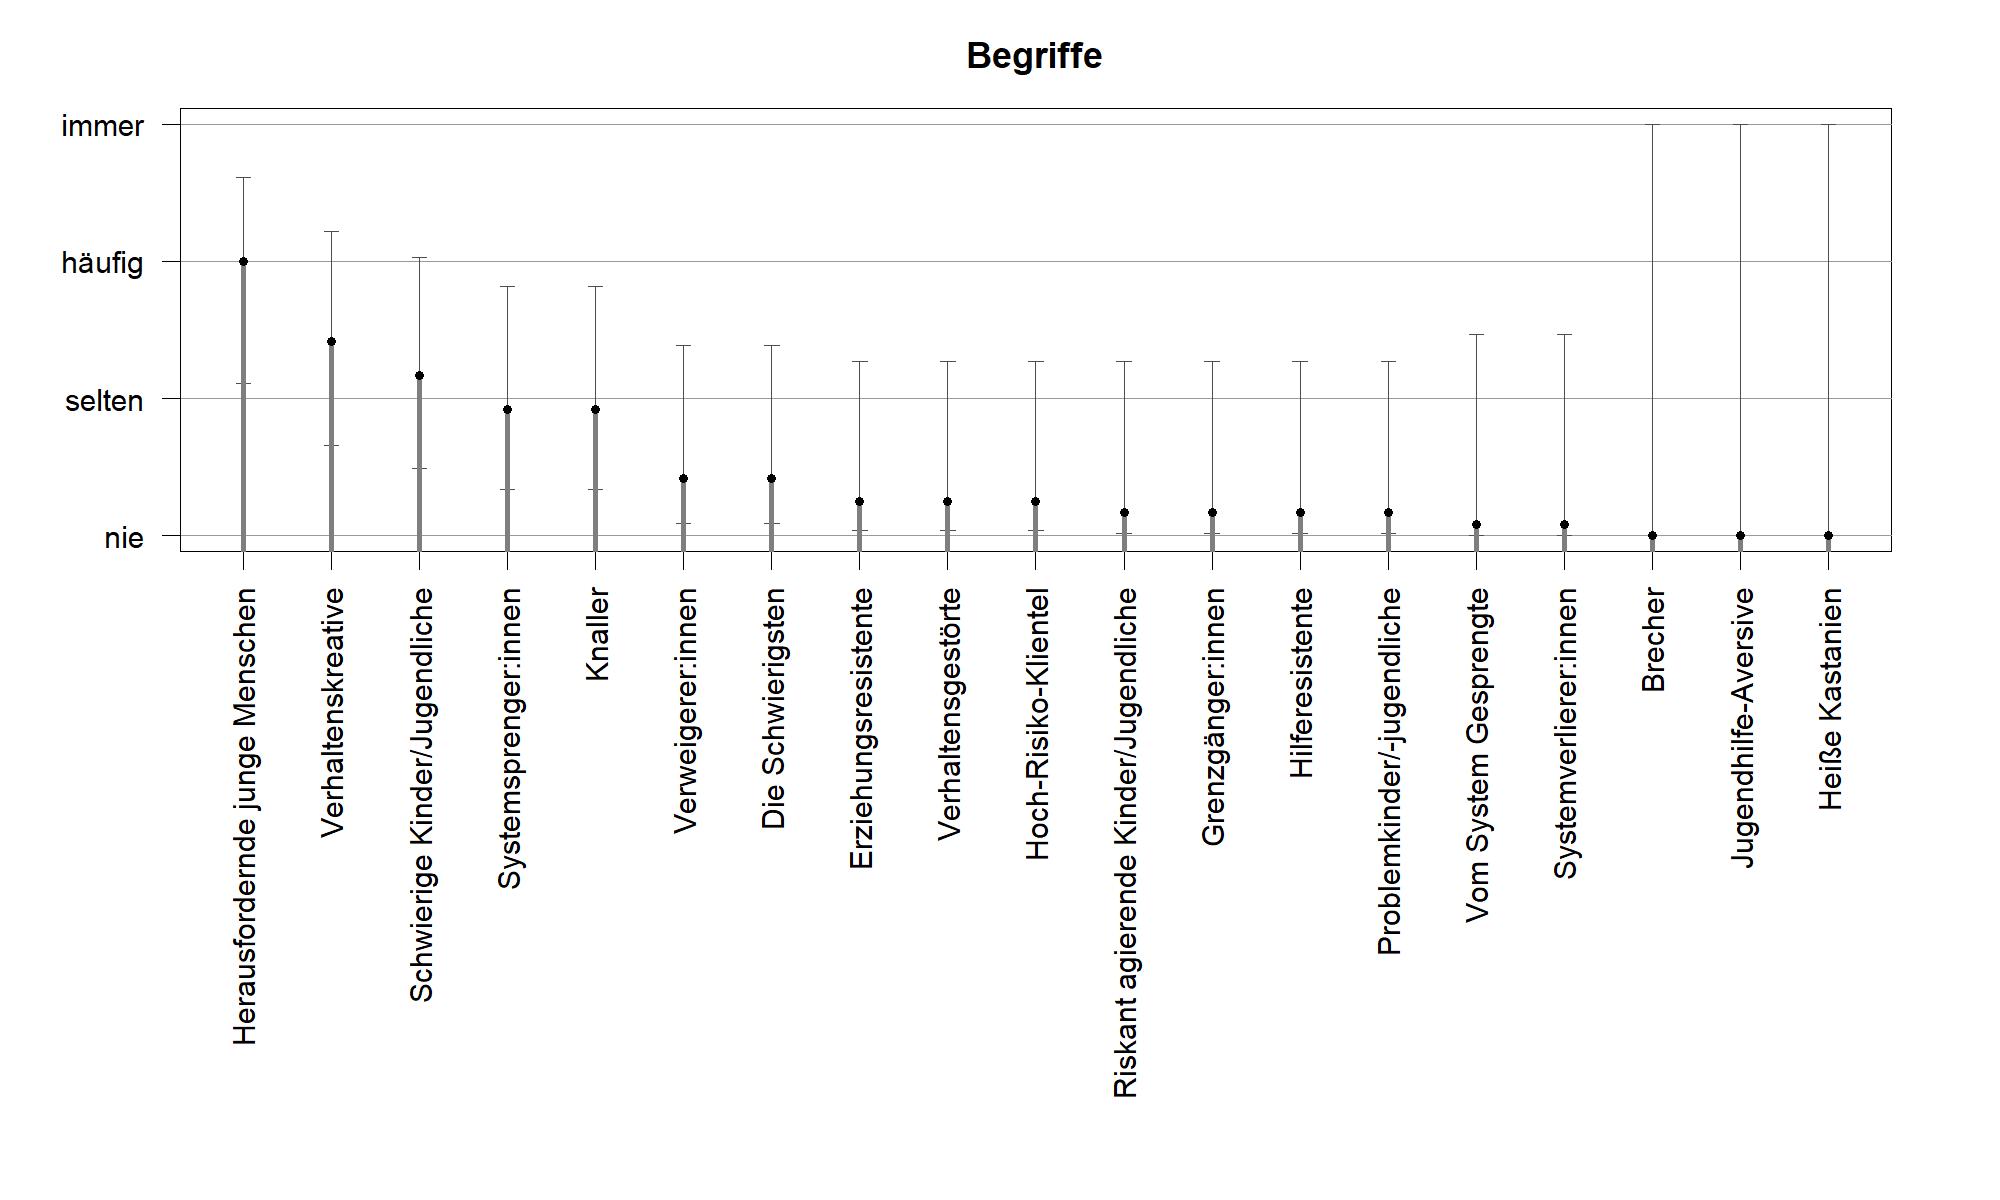 Begriffe
immer
häufig
selten
nie
Herausfordernde junge Menschen
Verhaltenskreative
Schwierige Kinder/Jugendliche
Systemsprenger:innen
Knaller
Verweigerer:innen
Die Schwierigsten
Erziehungsresistente
Verhaltensgestörte
Hoch-Risiko-Klientel
Riskant agierende Kinder/Jugendliche
Grenzgänger:innen
Hilferesistente
Problemkinder/-jugendliche
Vom System Gesprengte
Systemverlierer:innen
Brecher
Jugendhilfe-Aversive
Heiße Kastanien